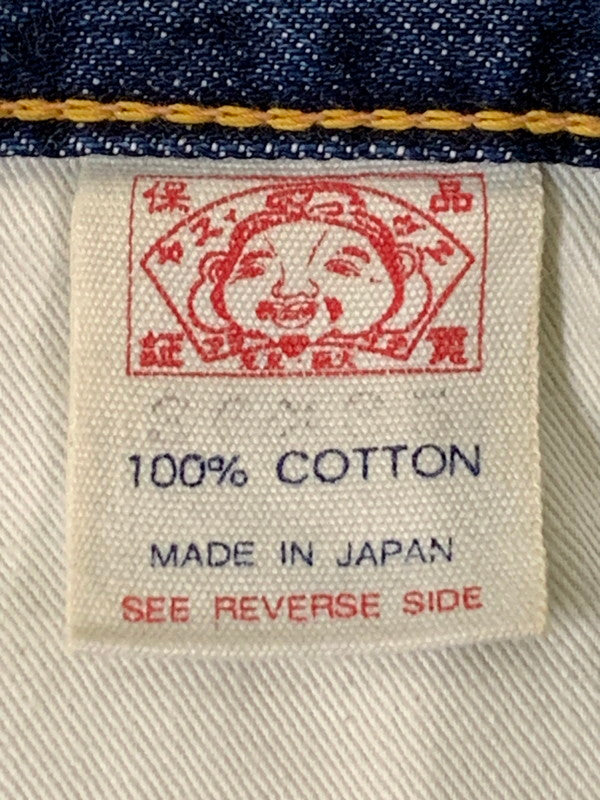 保 品
証 質
100% COTTON
MADE IN JAPAN
SEE REVERSE SIDE